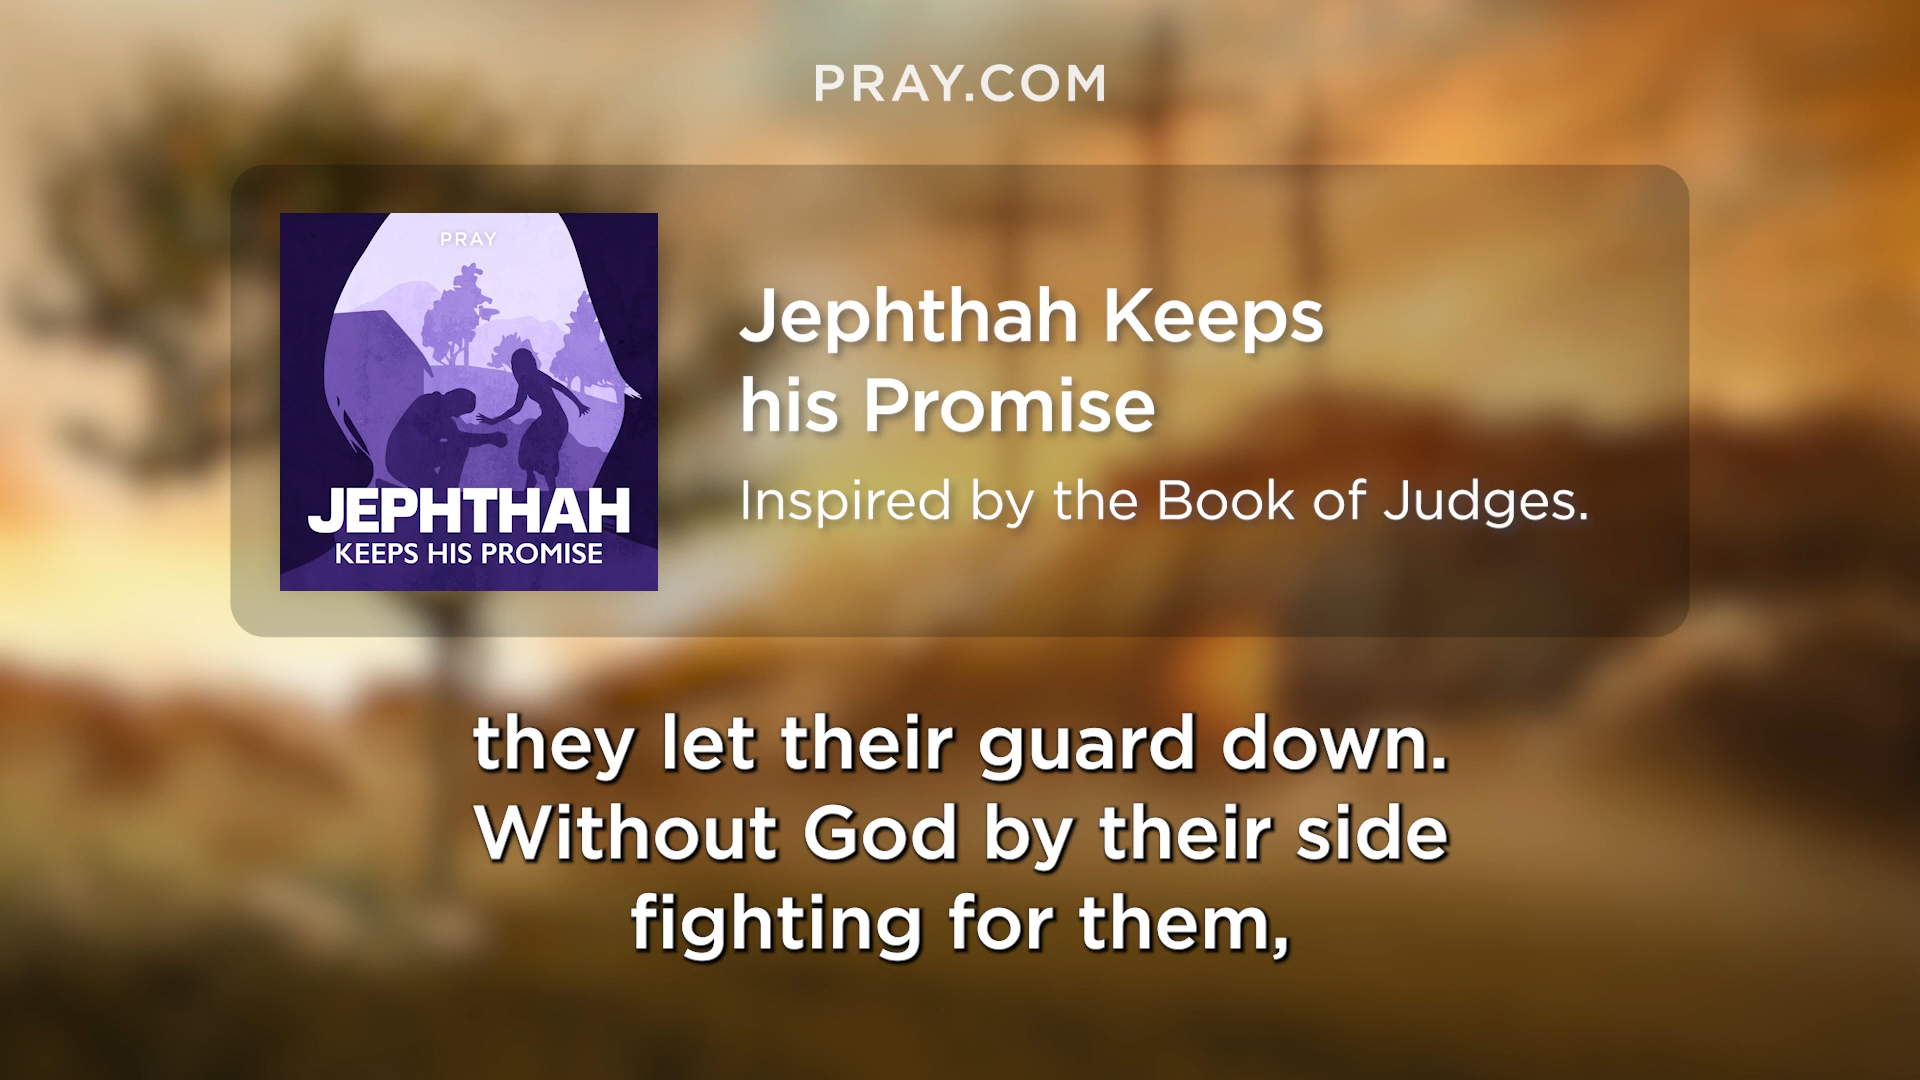 PRAY.COM
PRAY
JEPHTHAH
KEEPS HIS PROMISE
Jephthah Keeps
his Promise
Inspired by the Book of Judges.
they let their guard down.
Without God by their side
fighting for them,